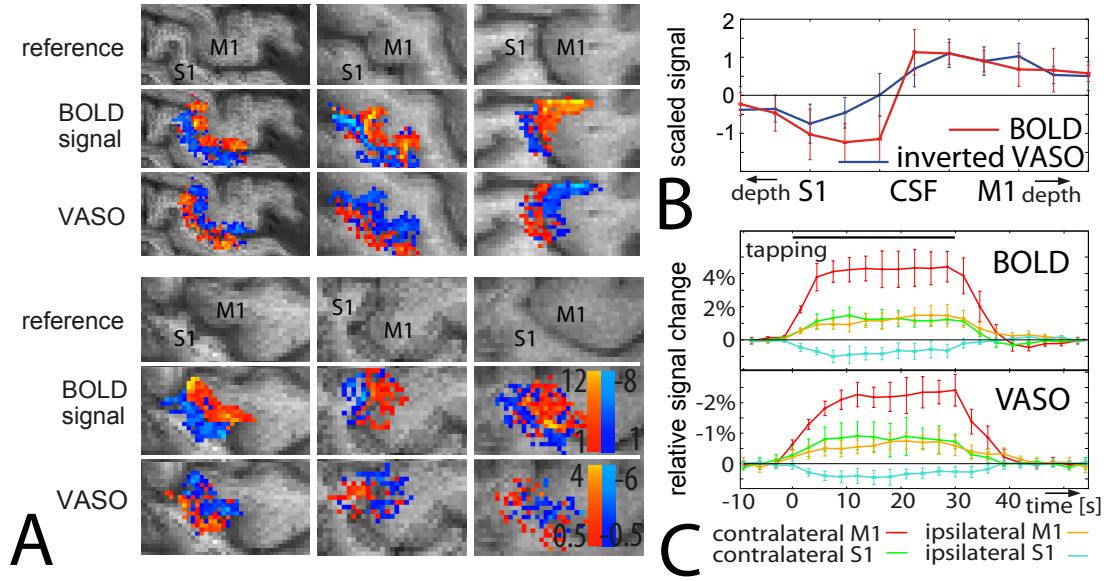 A
reference
M1
S1
M1
S1
S1
M1
BOLD
signal
VASO
reference
M1
S1
S1
M1
M1
S1
BOLD
signal
12
-8
1
-1
VASO
4
-6
0.5
-0.5
B
scaled signal
2
1
0
-1
BOLD
inverted VASO
depth
S1
CSF
M1
depth
C
relative signal change
tapping
BOLD
4%
2%
0
VASO
-2%
-1%
0
-10 0 10 20 30 40 time [s]
contralateral M1
ipsilateral M1
contralateral S1
ipsilateral S1